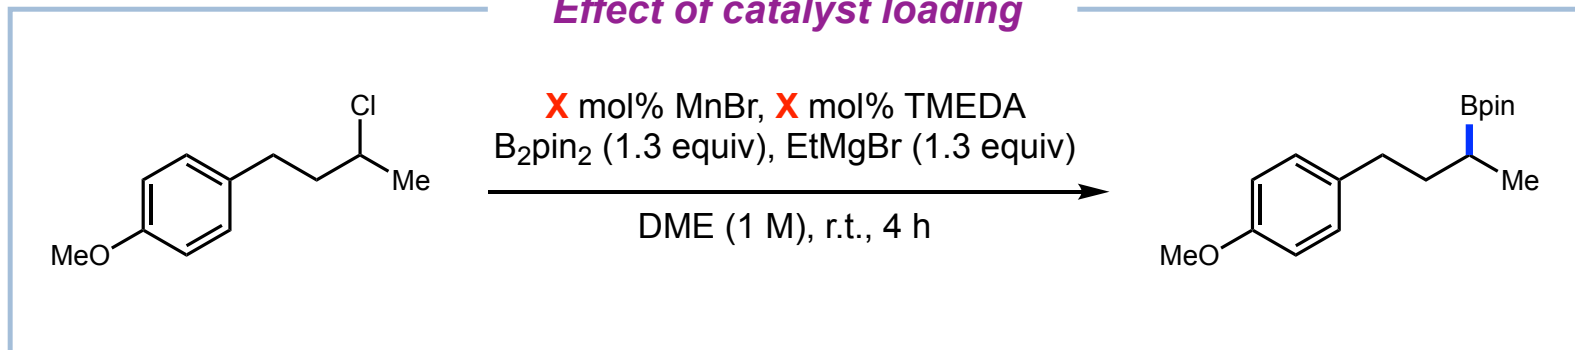 Effect of catalyst loading
Cl
Me
MeO
X mol% MnBr, X mol% TMEDA
B₂pin₂ (1.3 equiv), EtMgBr (1.3 equiv)
DME (1 M), r.t., 4 h
Bpin
Me
MeO